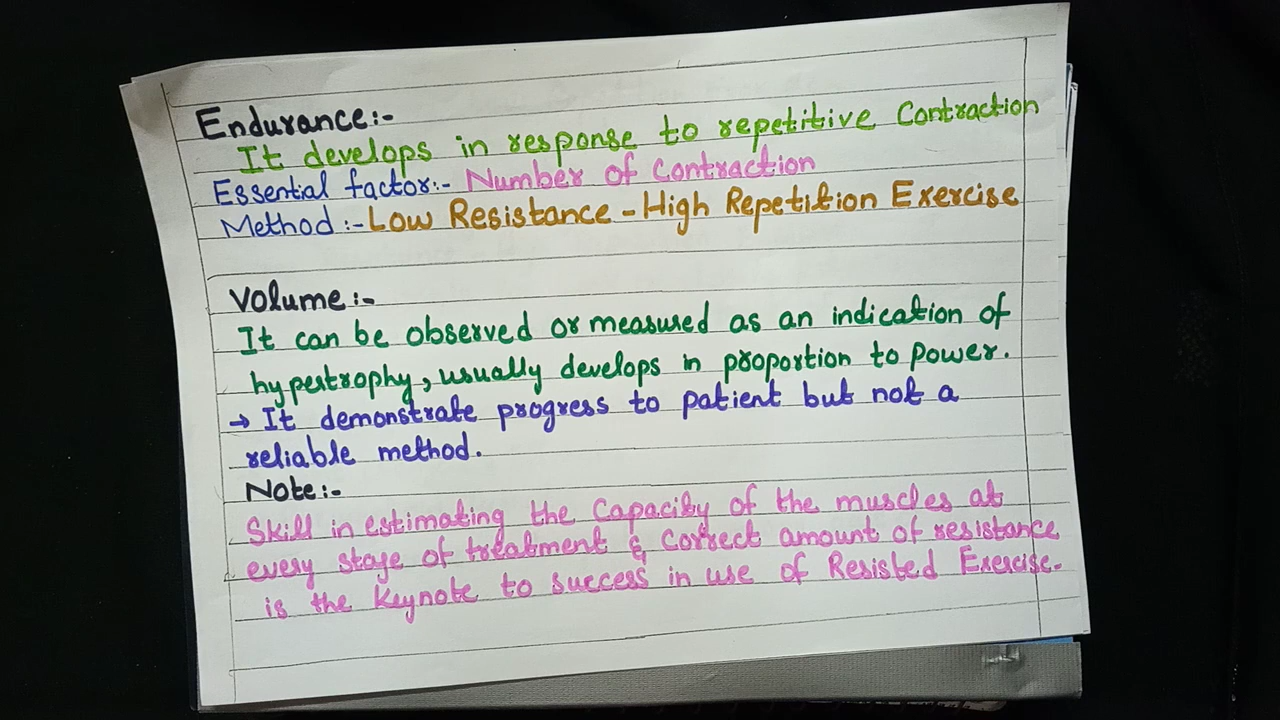 Endurance:-
It develops in response to repetitive Contraction
Essential factor:- Number of contraction
Method:- Low Resistance - High Repetition Exercise
Volume:-
It can be observed or measured as an indication of
hypertrophy, usually develops in proportion to power.
→ It demonstrate progress to patient but not a
reliable method.
Note:-
Skill in estimating the Capacity of the muscles at
every stage of treatment & correct amount of resistance
is the Keynote to success in use of Resisted Exercise.